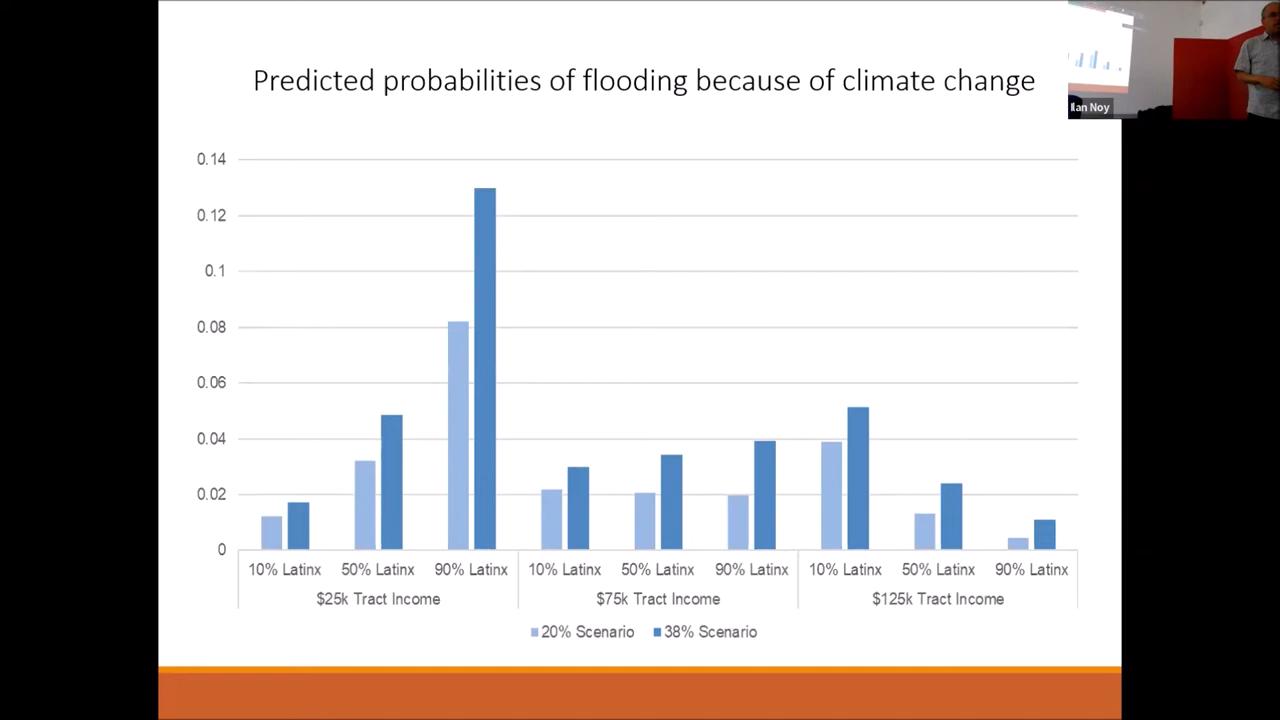 Predicted probabilities of flooding because of climate change
Ilan Noy
0.14
0.12
0.1
0.08
0.06
0.04
0.02
0
10% Latinx 50% Latinx 90% Latinx 10% Latinx 50% Latinx 90% Latinx 10% Latinx 50% Latinx 90% Latinx
$25k Tract Income $75k Tract Income $125k Tract Income
20% Scenario 38% Scenario